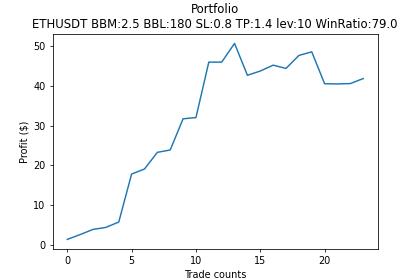 Portfolio
ETHUSDT BBM:2.5 BBL:180 SL:0.8 TP:1.4 lev:10 WinRatio:79.0
50
40
30
20
10
0
Profit ($)
0 5 10 15 20
Trade counts